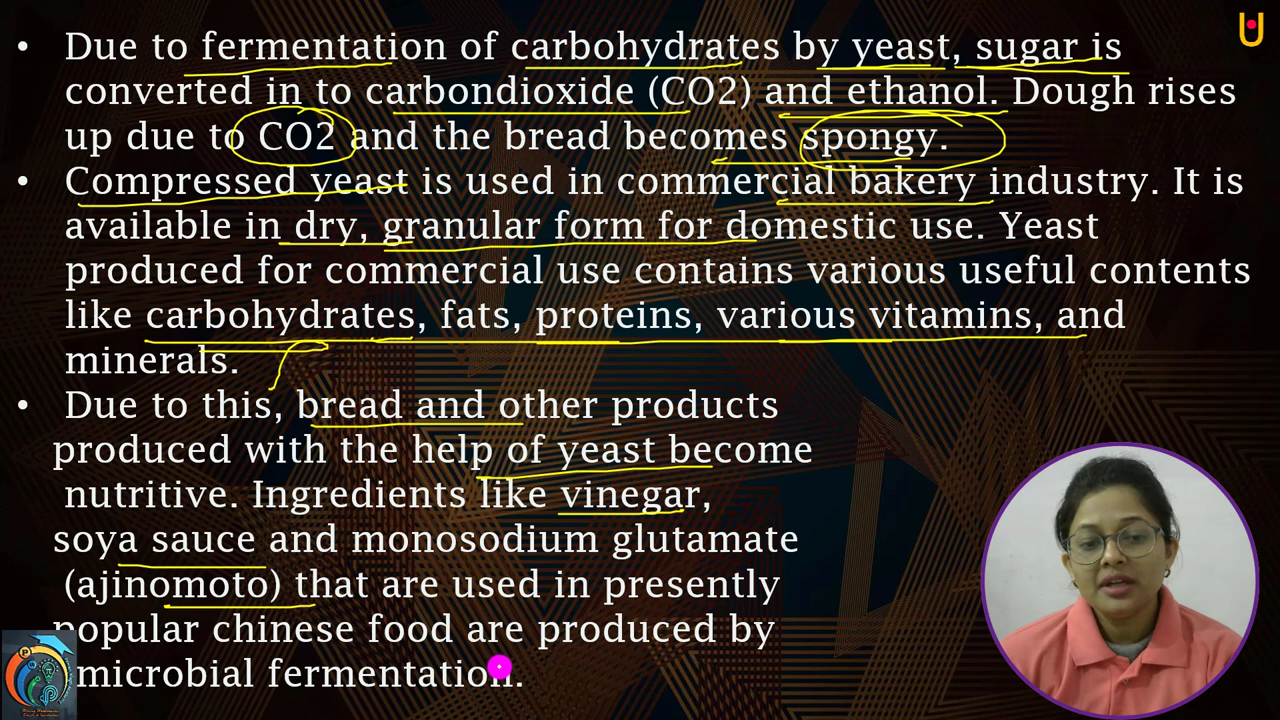 • Due to fermentation of carbohydrates by yeast, sugar is
converted in to carbondioxide (CO2) and ethanol. Dough rises
up due to CO2 and the bread becomes spongy.
• Compressed yeast is used in commercial bakery industry. It is
available in dry, granular form for domestic use. Yeast
produced for commercial use contains various useful contents
like carbohydrates, fats, proteins, various vitamins, and
minerals.
• Due to this, bread and other products
produced with the help of yeast become
nutritive. Ingredients like vinegar,
soya sauce and monosodium glutamate
(ajinomoto) that are used in presently
popular chinese food are produced by
microbial fermentation.